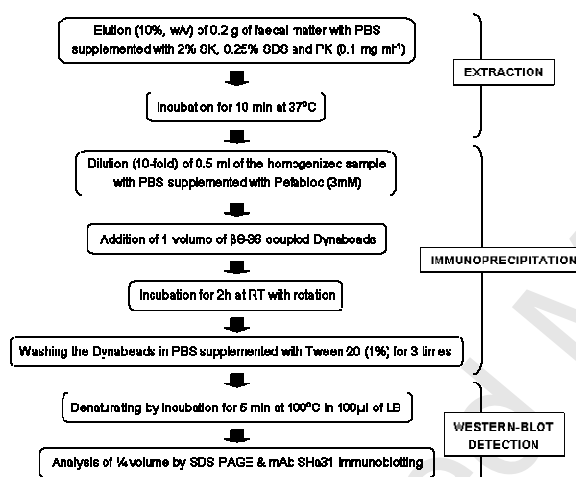 Elution (10%, w/v) of 0.2 g of faecal matter with PBS
supplemented with 2% SK, 0.25% SDS and PK (0.1 mg ml⁻¹)
EXTRACTION
Incubation for 10 min at 37°C
Dilution (10-fold) of 0.5 ml of the homogenized sample
with PBS supplemented with Pefabloc (3mM)
Addition of 1 volume of coupled Dynabeads
IMMUNOPRECIPITATION
Incubation for 2h at RT with rotation
Washing the Dynabeads in PBS supplemented with Tween 20 (1%) for 3 times
Denaturating by incubation for 5 min at 100°C in 100µl of LB
WESTERN-BLOT
DETECTION
Analysis of ¼ volume by SDS PAGE & mAb SHa31 immunoblotting